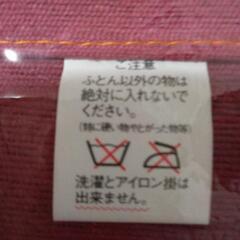 ご注意
ふとん以外の物は
絶対に入れないで
ください。
(特に硬い物やとがった物等)
洗濯とアイロン掛は
出来ません。